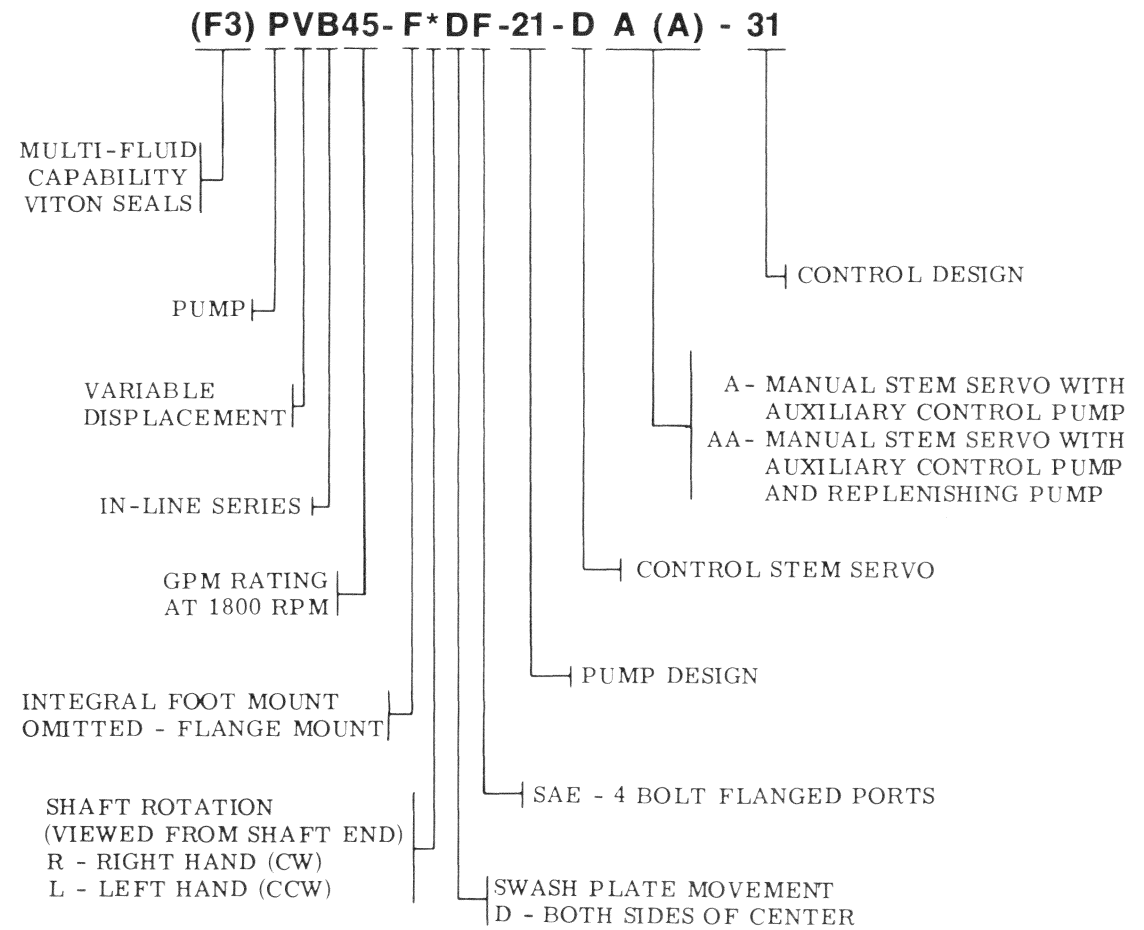 (F3) PVB45-F*DF-21-D A (A) - 31
MULTI-FLUID
CAPABILITY
VITON SEALS
CONTROL DESIGN
PUMP
VARIABLE
DISPLACEMENT
A- MANUAL STEM SERVO WITH
AUXILIARY CONTROL PUMP
AA- MANUAL STEM SERVO WITH
AUXILIARY CONTROL PUMP
AND REPLENISHING PUMP
IN-LINE SERIES
GPM RATING
AT 1800 RPM
CONTROL STEM SERVO
PUMP DESIGN
INTEGRAL FOOT MOUNT
OMITTED - FLANGE MOUNT
SAE - 4 BOLT FLANGED PORTS
SHAFT ROTATION
(VIEWED FROM SHAFT END)
R - RIGHT HAND (CW)
L - LEFT HAND (CCW)
SWASH PLATE MOVEMENT
D - BOTH SIDES OF CENTER